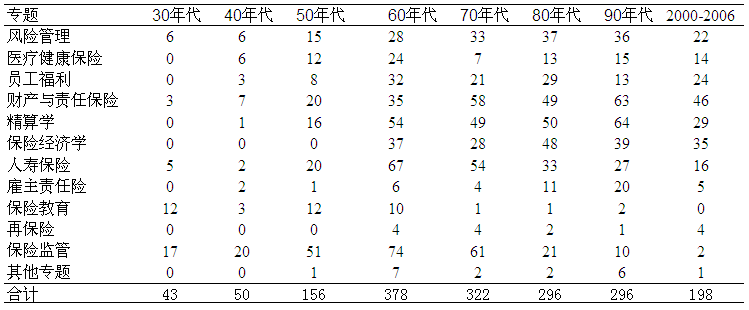 专题 30年代 40年代 50年代 60年代 70年代 80年代 90年代 2000-2006
风险管理 6 6 15 28 33 37 36 22
医疗健康保险 0 6 12 24 7 13 15 14
员工福利 0 3 8 32 21 29 13 24
财产与责任保险 3 7 20 35 58 49 63 46
精算学 0 1 16 54 49 50 64 29
保险经济学 0 0 0 37 28 48 39 35
人寿保险 5 2 20 67 54 33 27 16
雇主责任险 0 2 1 6 4 11 20 5
保险教育 12 3 12 10 1 1 2 0
再保险 0 0 0 4 4 2 1 4
保险监管 17 20 51 74 61 21 10 2
其他专题 0 0 1 7 2 2 6 1
合计 43 50 156 378 322 296 296 198